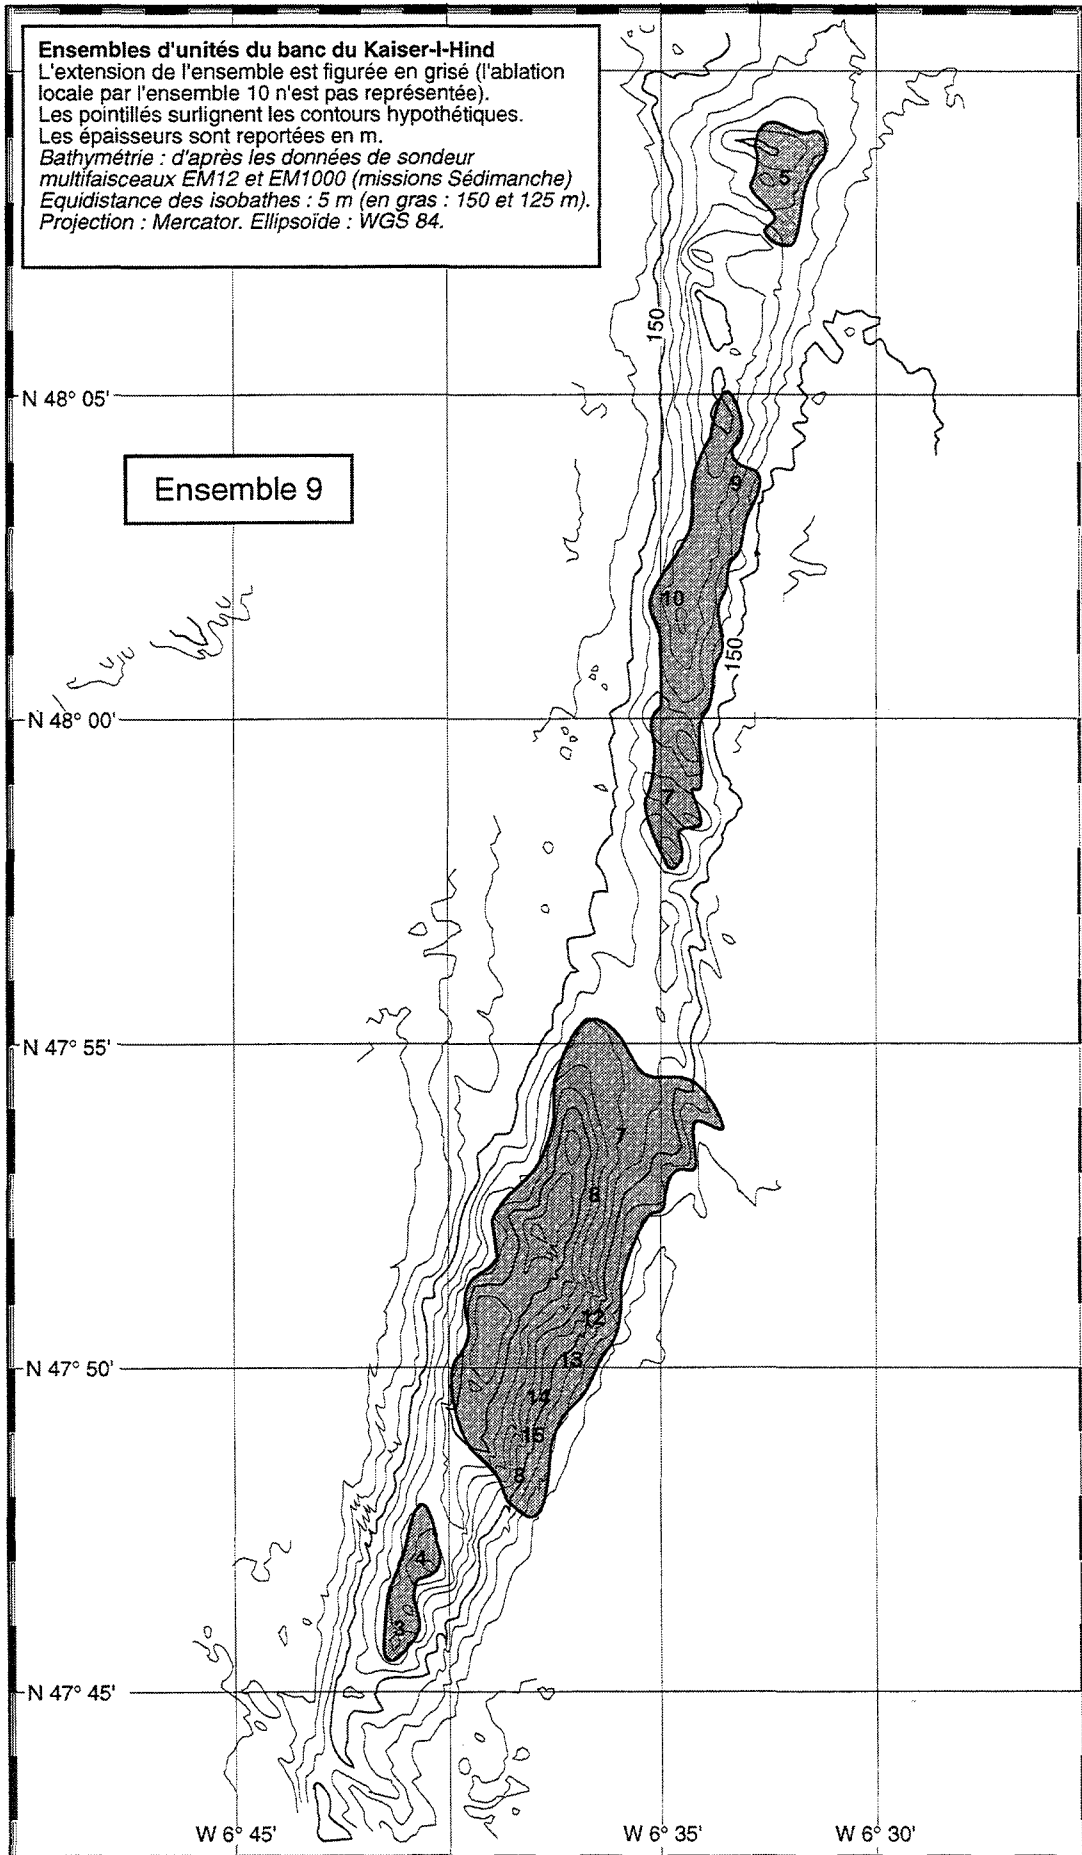 Ensembles d'unités du banc du Kaiser-I-Hind
L'extension de l'ensemble est figurée en grisé (l'ablation
locale par l'ensemble 10 n'est pas représentée).
Les pointillés surlignent les contours hypothétiques.
Les épaisseurs sont reportées en m.
Bathymétrie : d'après les données de sondeur
multifaisceaux EM12 et EM1000 (missions Sédimanche)
Equidistance des isobathes : 5 m (en gras : 150 et 125 m).
Projection : Mercator. Ellipsoïde : WGS 84.
5
150
N 48° 05'
Ensemble 9
9
10
150
N 48° 00'
7
N 47° 55'
7
8
12
13
N 47° 50'
14
15
8
4
3
N 47° 45'
W 6° 45'
W 6° 35'
W 6° 30'